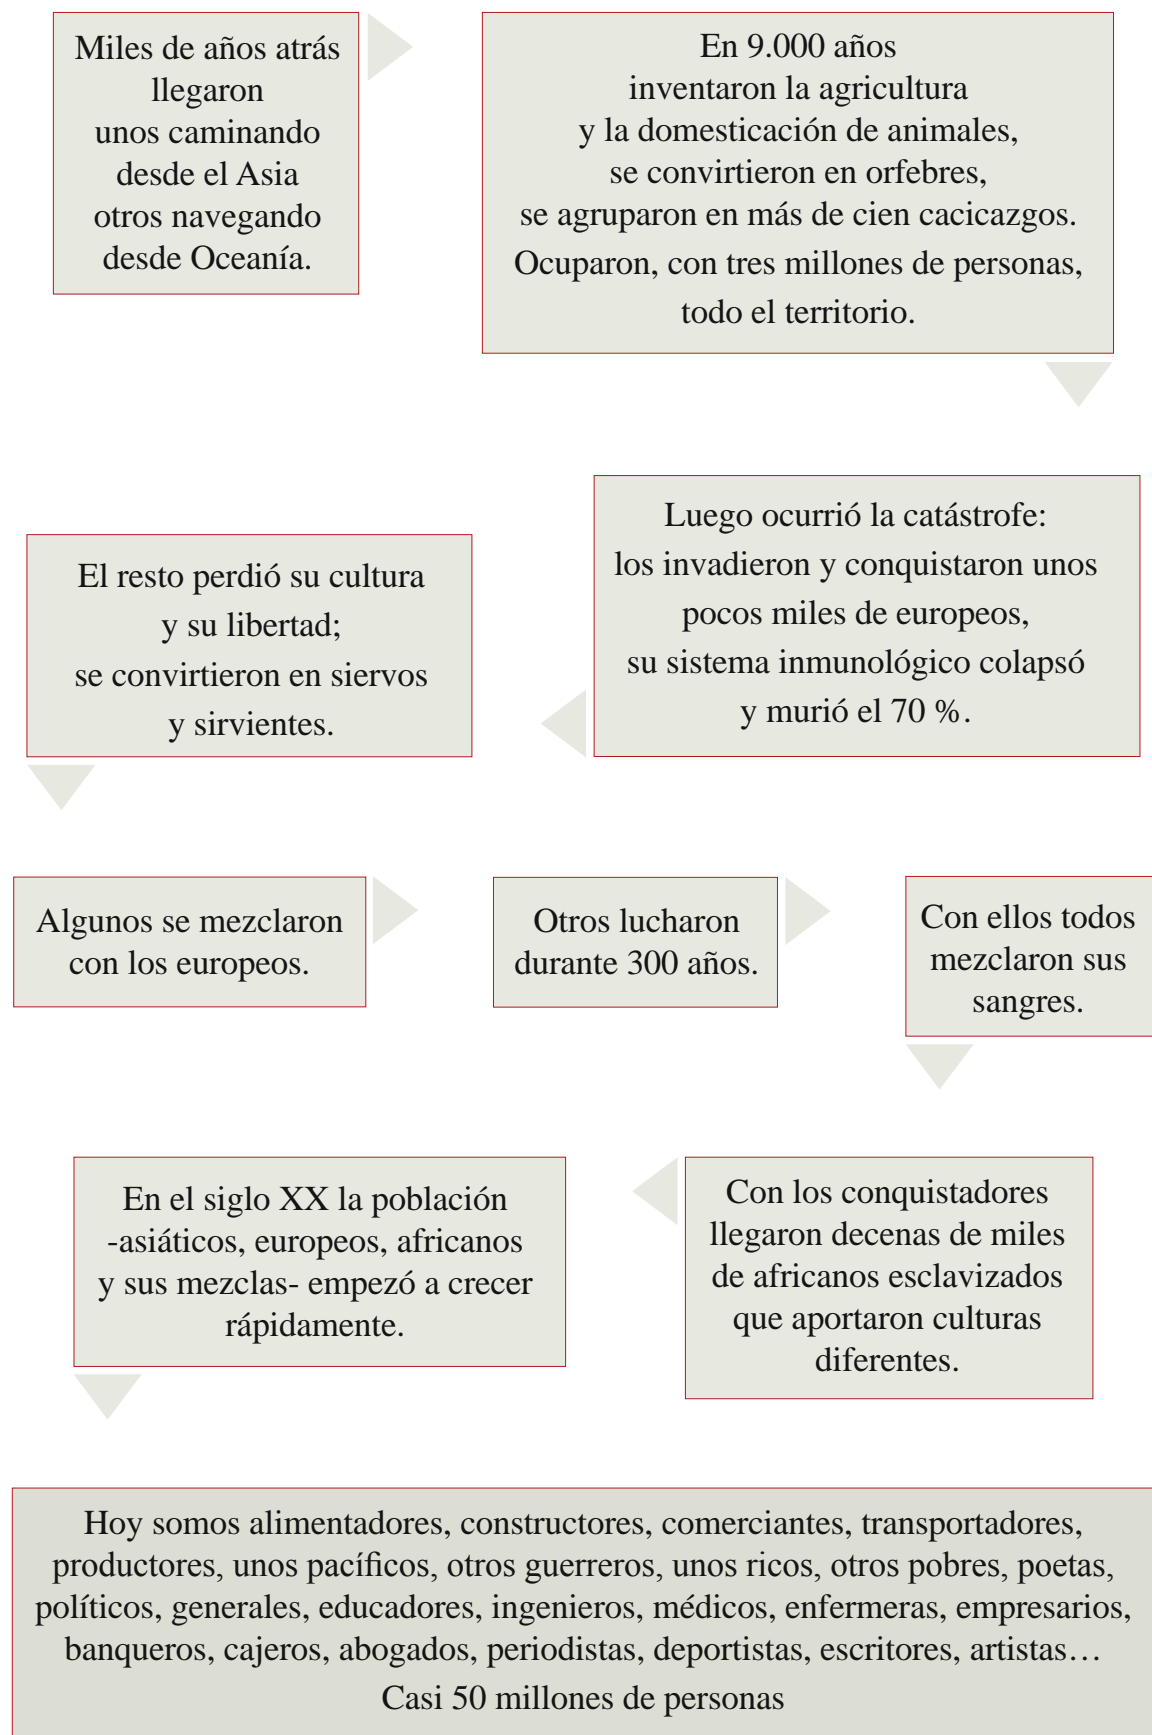 Miles de años atrás
llegaron
unos caminando
desde el Asia
otros navegando
desde Oceanía.
En 9.000 años
inventaron la agricultura
y la domesticación de animales,
se convirtieron en orfebres,
se agruparon en más de cien cacicazgos.
Ocuparon, con tres millones de personas,
todo el territorio.
Luego ocurrió la catástrofe:
los invadieron y conquistaron unos
pocos miles de europeos,
su sistema inmunológico colapsó
y murió el 70 %.
El resto perdió su cultura
y su libertad;
se convirtieron en siervos
y sirvientes.
Algunos se mezclaron
con los europeos.
Otros lucharon
durante 300 años.
Con ellos todos
mezclaron sus
sangres.
Con los conquistadores
llegaron decenas de miles
de africanos esclavizados
que aportaron culturas
diferentes.
En el siglo XX la población
-asiáticos, europeos, africanos
y sus mezclas- empezó a crecer
rápidamente.
Hoy somos alimentadores, constructores, comerciantes, transportadores,
productores, unos pacíficos, otros guerreros, unos ricos, otros pobres, poetas,
políticos, generales, educadores, ingenieros, médicos, enfermeras, empresarios,
banqueros, cajeros, abogados, periodistas, deportistas, escritores, artistas…
Casi 50 millones de personas